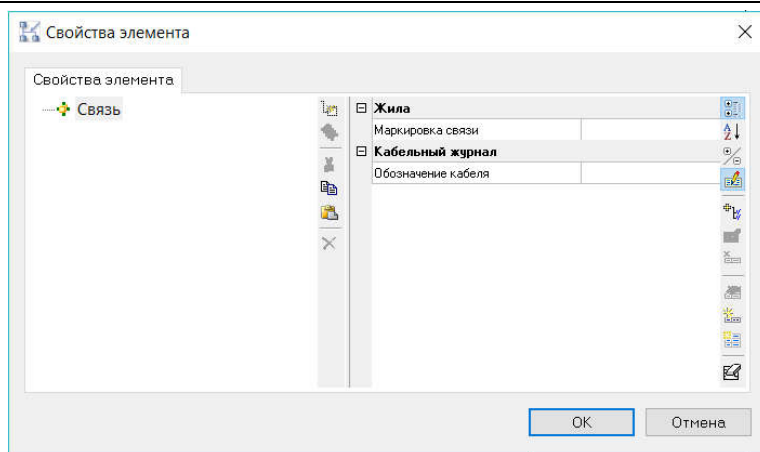 Свойства элемента
Свойства элемента
Связь
Жила
Маркировка связи
Кабельный журнал
Обозначение кабеля
OK
Отмена